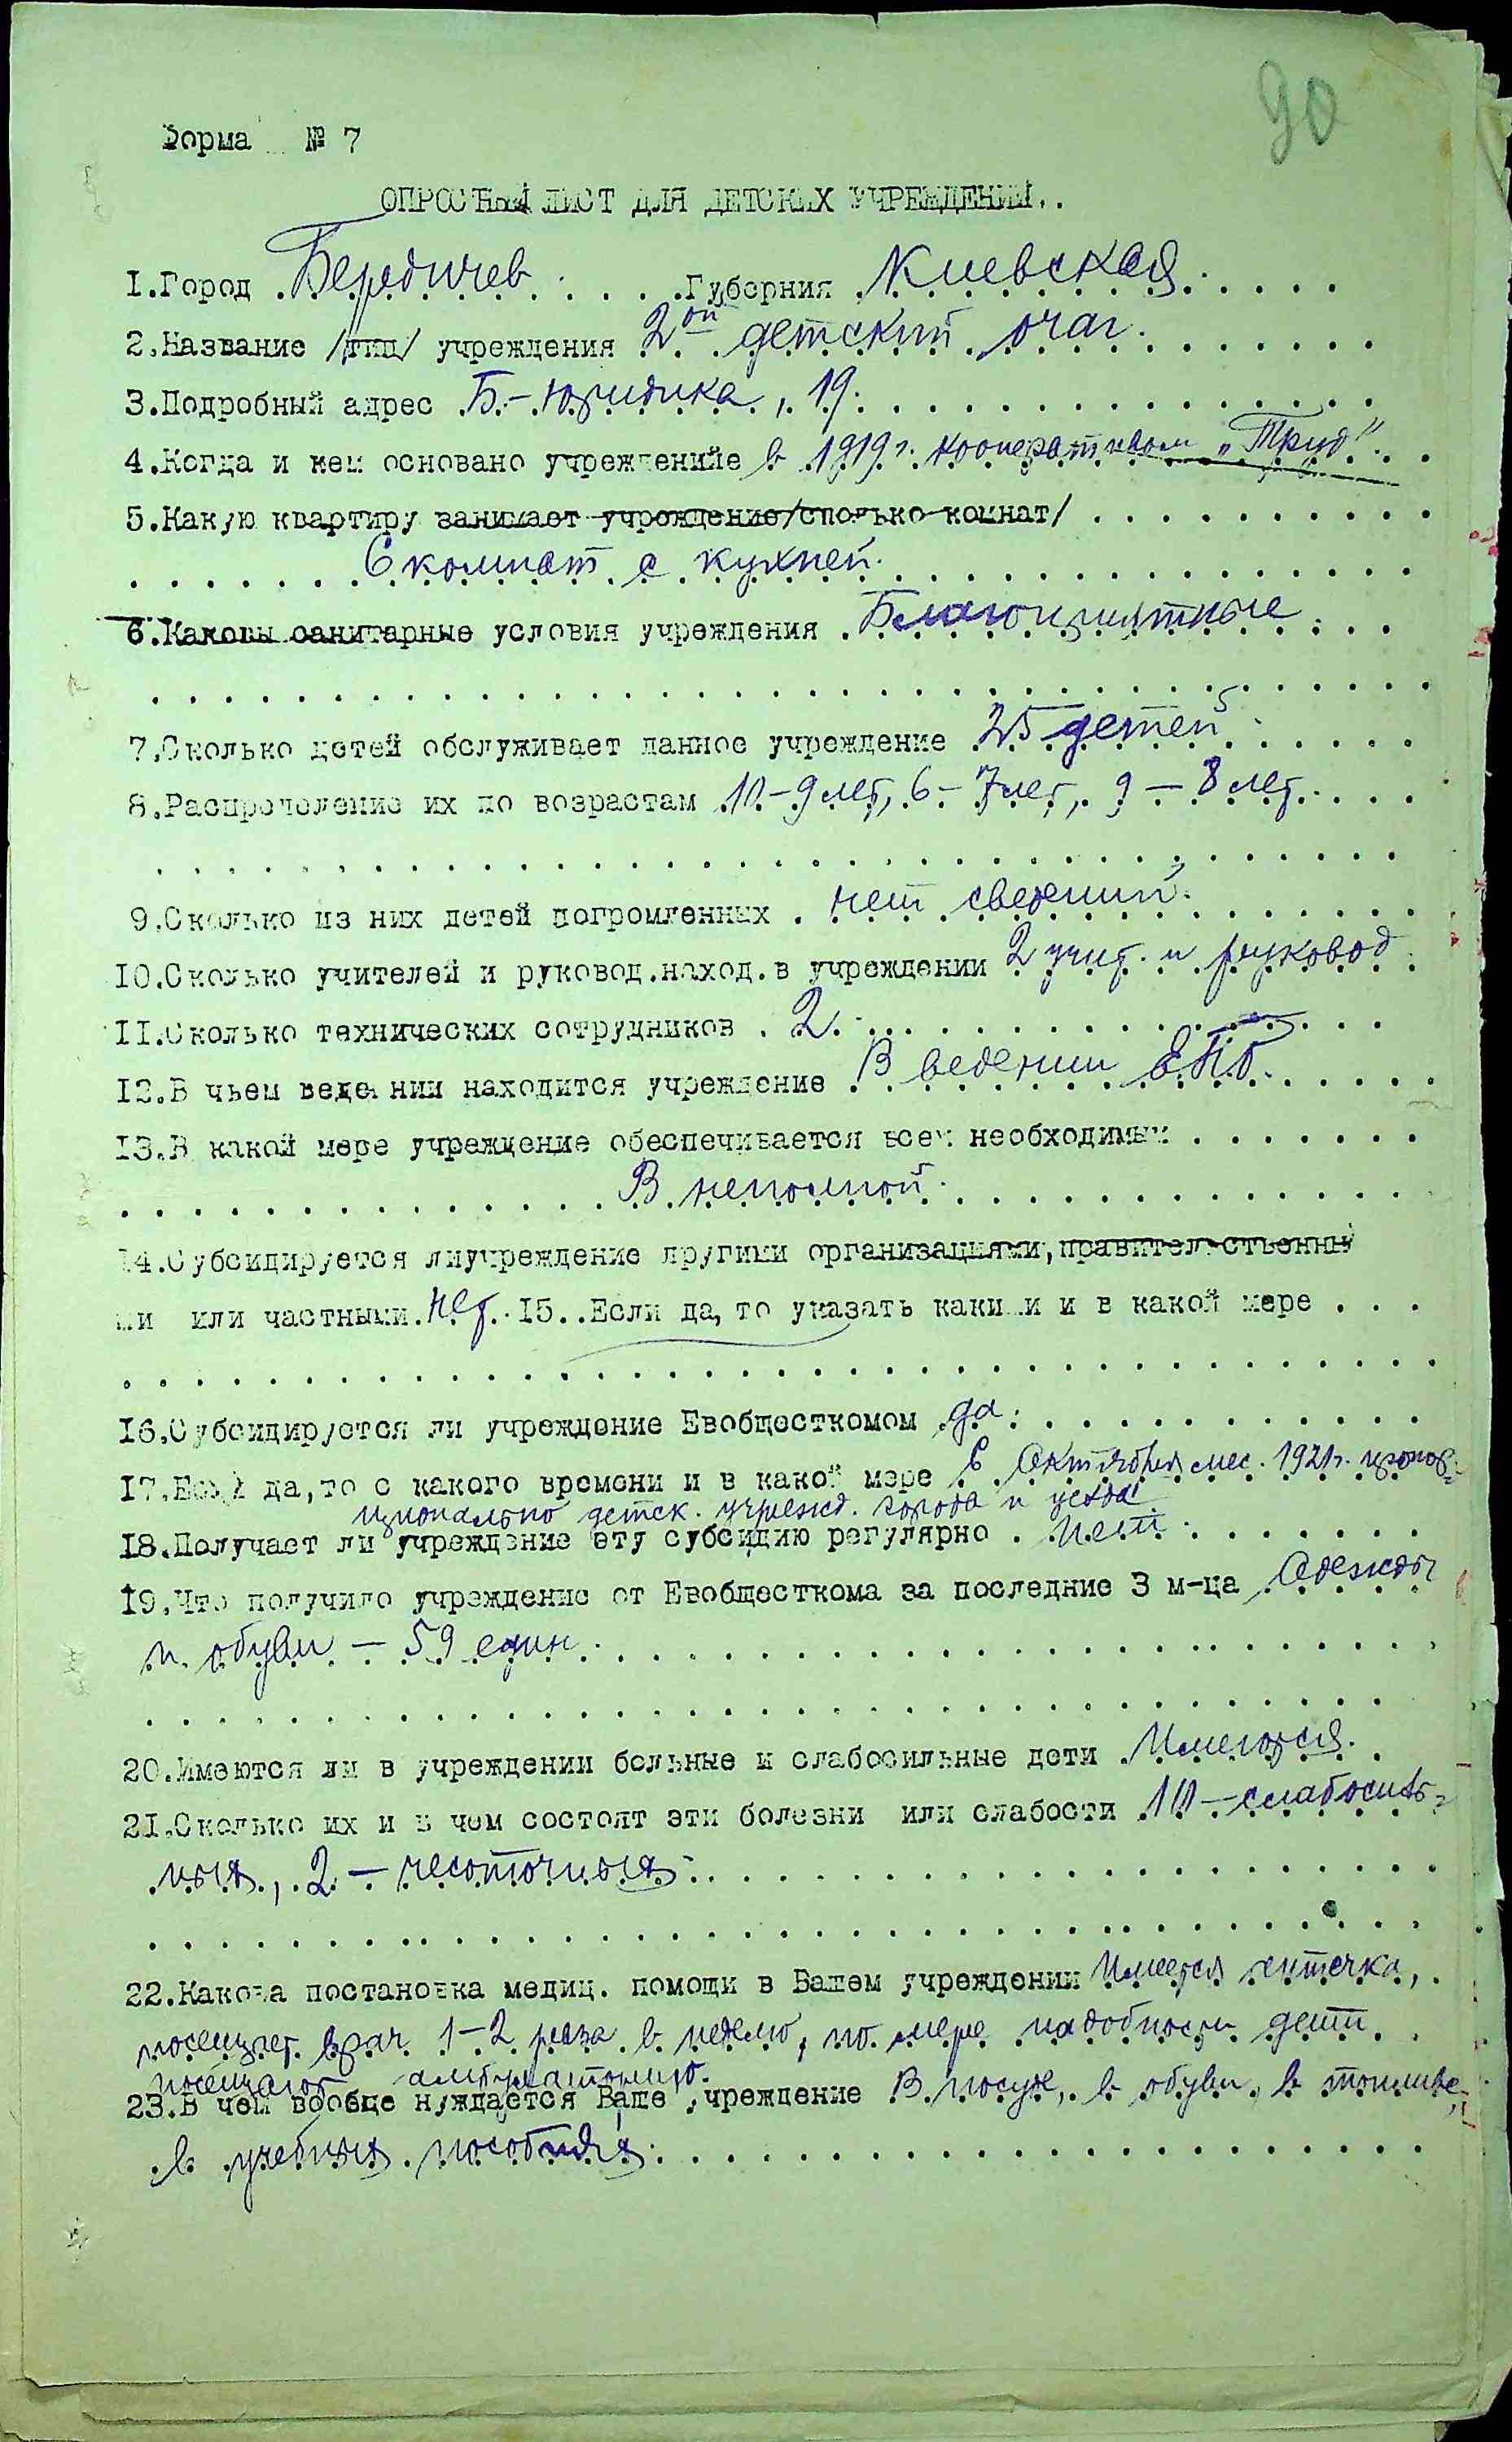 90
Форма № 7
ОПРОСНЫЙ ЛИСТ ДЛЯ ДЕТСКИХ УЧРЕЖДЕНИЙ..
1.Город Бердичев Губерния Киевская
2.Название /тип/ учреждения 2ой детский очаг.
3.Подробный адрес Б.-Юридика, 19.
4.Когда и кем основано учреждениие в 1919 г. кооперативом „Труд"
5.Какую квартиру занимает учреждение/сколько комнат/
6 комнат с кухней.
6.Каковы санитарные условия учреждения Благоприятные
7.Сколько детей обслуживает данное учреждение 25 детей
8.Распределение их по возрастам 10 - 9 лет, 6 - 7 лет, 9 - 8 лет.
9.Сколько из них детей погромленных нет сведений.
10.Сколько учителей и руковод.наход.в учреждении 2 учит. и руковод.
11.Сколько технических сотрудников 2.
12.В чьем ведении находится учреждение В ведении
13.В какой мере учреждение обеспечивается всем необходимым
В неполной.
14.Субсидируется лиучреждение другими организациями,правительственны
ми или частными. нет. 15..Если да,то указать какими и в какой мере
16.Субсидируется ли учреждение Евобщесткомом да.
17.Если да,то с какого времени и в какой мере С Октября мес. 1921 г. пропор-
ционально детск. учрежд. города и уезда.
18.Получает ли учреждение эту субсидию регулярно нет.
19.Что получило учреждение от Евобщесткома за последние 3 м-ца Одежды
и обуви — 59 един.
20.Имеются ли в учреждении больные и слабосильные дети Имеются.
21.Сколько их и в чем состоят эти болезни или слабости 10 — слабосиль-
ных, 2 — чесоточных.
22.Какова постановка медиц. помощи в Вашем учреждении Имеется аптечка,
посещает врач 1-2 раза в неделю, по мере надобности дети
посещают амбулаторию.
23.В чем вообще нуждается Ваше учреждение В посуде, в обуви, в топливе,
в учебных пособиях.